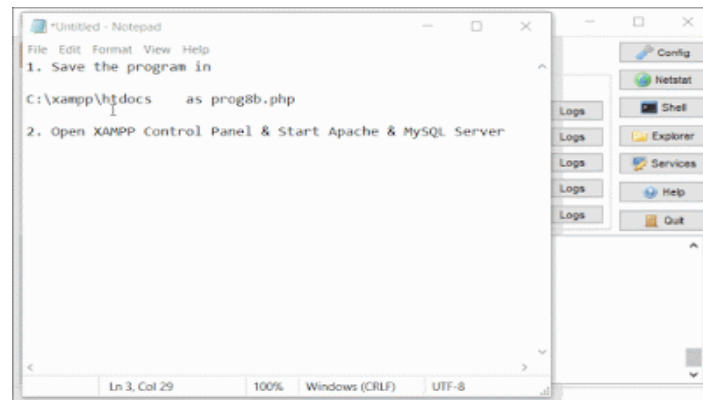 *Untitled - Notepad
File Edit Format View Help
1. Save the program in
C:\xampp\htdocs    as prog8b.php
2. Open XAMPP Control Panel & Start Apache & MySQL Server
Ln 3, Col 29
100%
Windows (CRLF)
UTF-8
Config
Netstat
Logs
Shell
Logs
Explorer
Logs
Services
Logs
Help
Logs
Quit